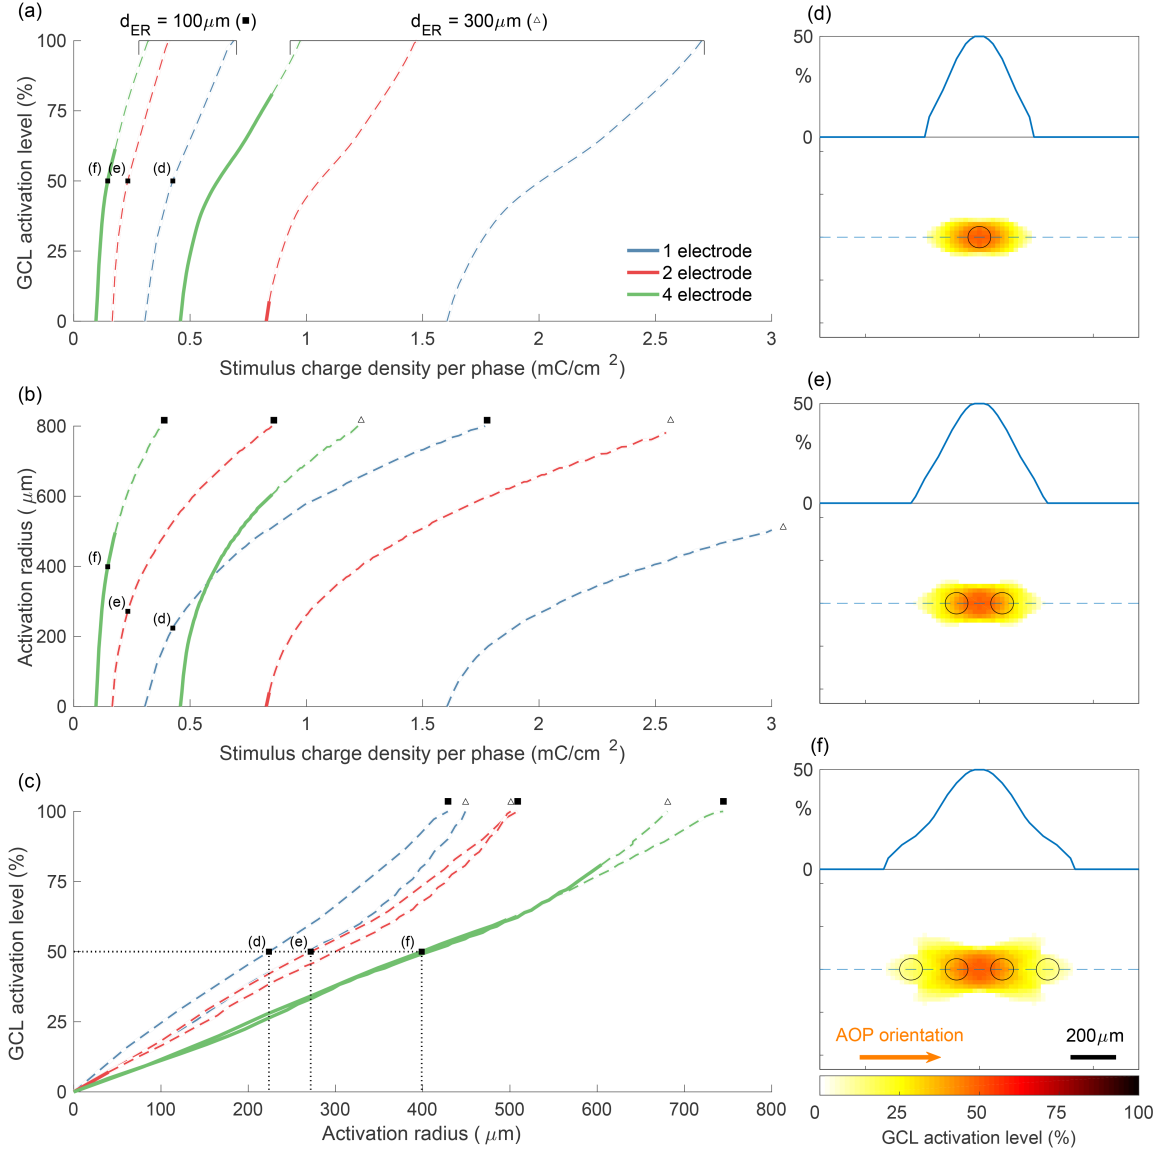 (a)
d_ER = 100μm (■) d_ER = 300μm (△)
100
75
50
25
0
GCL activation level (%)
(f) (e) (d)
1 electrode
2 electrode
4 electrode
0 0.5 1 1.5 2 2.5 3
Stimulus charge density per phase (mC/cm ²)
(b)
800
600
400
200
0
Activation radius ( μm)
(f)
(e)
(d)
0 0.5 1 1.5 2 2.5 3
Stimulus charge density per phase (mC/cm ²)
(c)
100
75
50
25
0
GCL activation level (%)
(d) (e) (f)
0 100 200 300 400 500 600 700 800
Activation radius ( μm)
(d)
50
%
0
(e)
50
%
0
(f)
50
%
0
AOP orientation
200μm
0 25 50 75 100
GCL activation level (%)